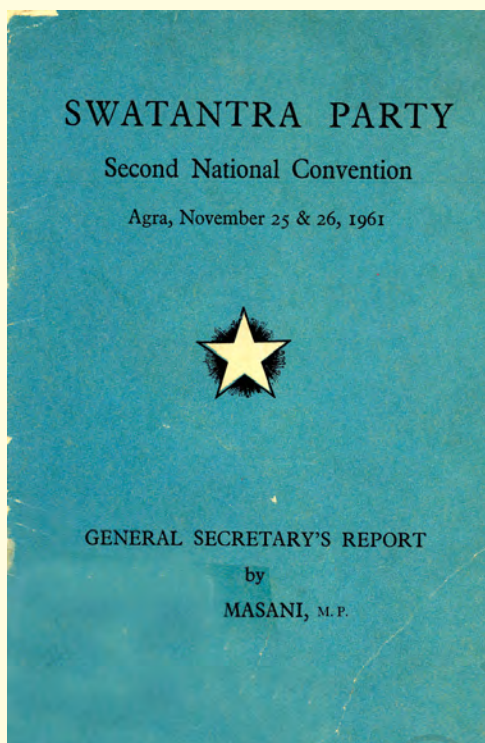 SWATANTRA PARTY
Second National Convention
Agra, November 25 & 26, 1961
GENERAL SECRETARY'S REPORT
by
MASANI, M. P.